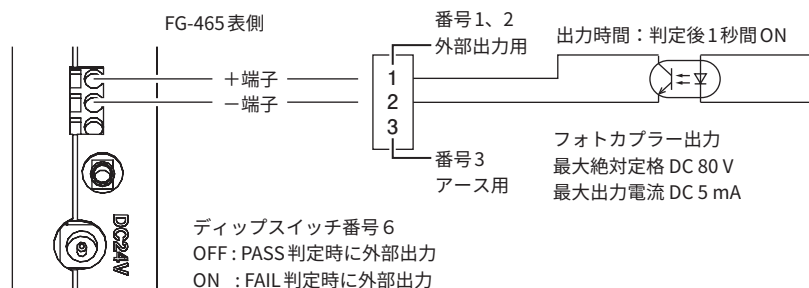 FG-465表側
番号1、2
外部出力用
出力時間：判定後1秒間ON
＋端子
－端子
1
2
3
番号3
アース用
フォトカプラー出力
最大絶対定格 DC 80 V
最大出力電流 DC 5 mA
DC24V
ディップスイッチ番号6
OFF : PASS判定時に外部出力
ON : FAIL判定時に外部出力